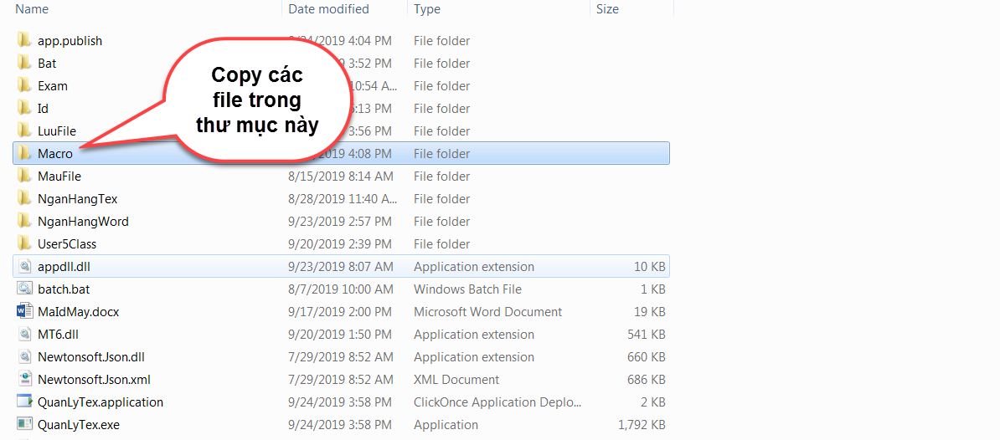 Name Date modified Type Size
app.publish 4:04 PM File folder
Bat 3:52 PM File folder
Exam 10:54 A... File folder
Id :13 PM File folder
LuuFile 3:56 PM File folder
Macro 2019 4:08 PM File folder
Copy các
file trong
thư mục này
MauFile 8/15/2019 8:14 AM File folder
NganHangTex 8/28/2019 11:40 A... File folder
NganHangWord 9/23/2019 2:57 PM File folder
User5Class 9/20/2019 2:39 PM File folder
appdll.dll 9/23/2019 8:07 AM Application extension 10 KB
batch.bat 8/7/2019 10:00 AM Windows Batch File 1 KB
MaIdMay.docx 9/17/2019 2:00 PM Microsoft Word Document 19 KB
MT6.dll 9/20/2019 1:50 PM Application extension 541 KB
Newtonsoft.Json.dll 7/29/2019 8:52 AM Application extension 660 KB
Newtonsoft.Json.xml 7/29/2019 8:52 AM XML Document 686 KB
QuanLyTex.application 9/24/2019 3:58 PM ClickOnce Application Deplo... 2 KB
QuanLyTex.exe 9/24/2019 3:58 PM Application 1,792 KB